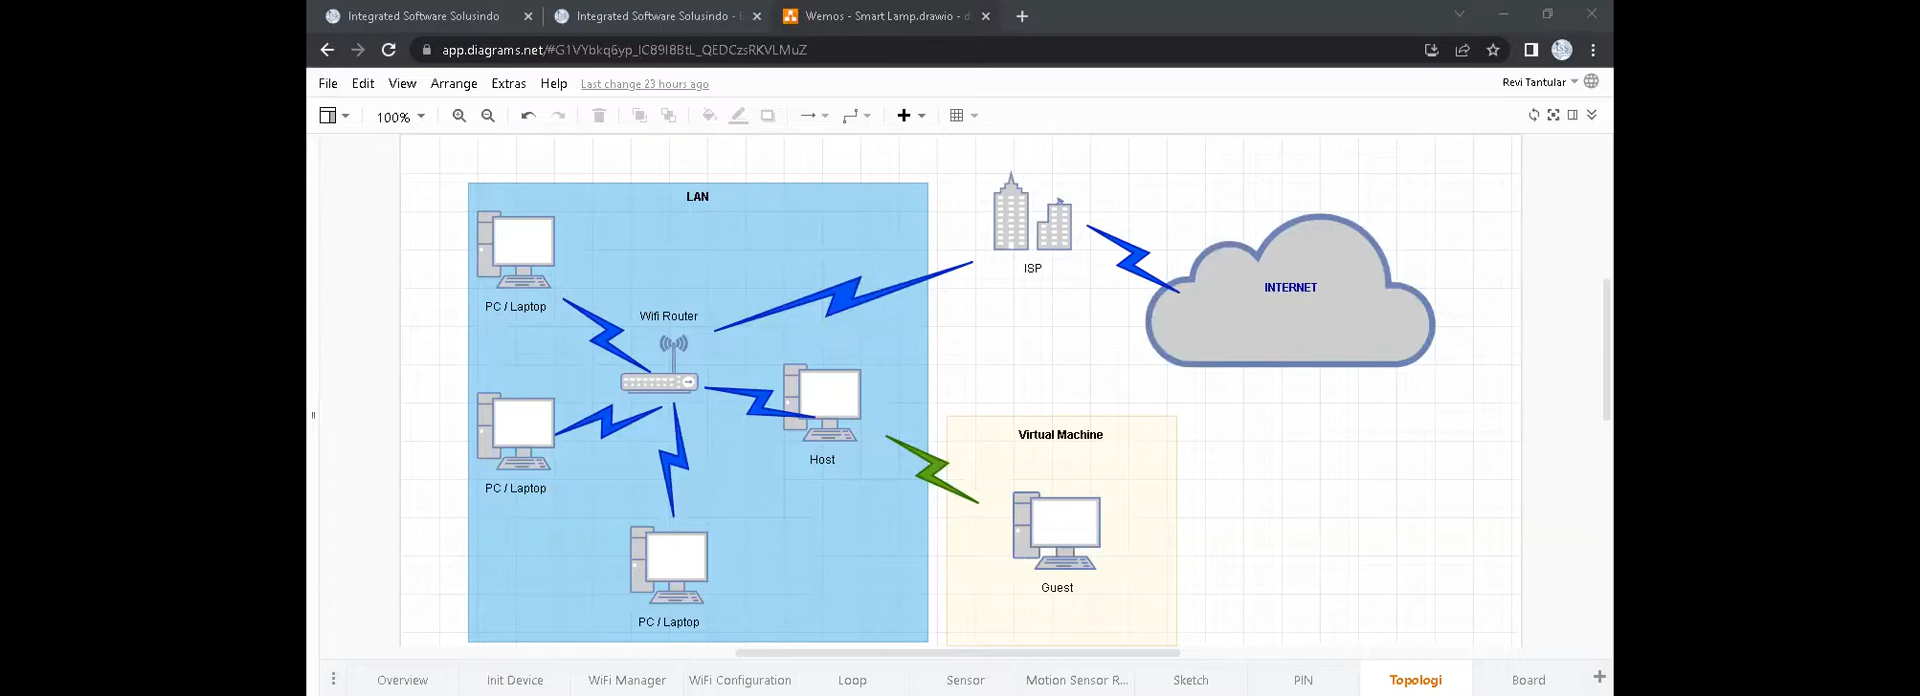 Integrated Software Solusindo
Integrated Software Solusindo -
Wemos - Smart Lamp.drawio - d
app.diagrams.net/#G1VYbkq6yp_IC89I8BtL_QEDCzsRKVLMuZ
File Edit View Arrange Extras Help Last change 23 hours ago
Revi Tantular
100%
LAN
PC / Laptop
Wifi Router
ISP
INTERNET
PC / Laptop
Host
Virtual Machine
Guest
PC / Laptop
Overview Init Device WiFi Manager WiFi Configuration Loop Sensor Motion Sensor R... Sketch PIN Topologi Board